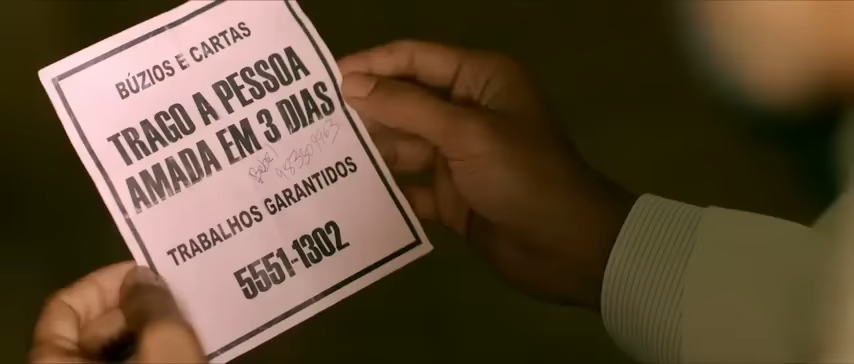 BÚZIOS E CARTAS
TRAGO A PESSOA
AMADA EM 3 DIAS
TRABALHOS GARANTIDOS
5551-1302